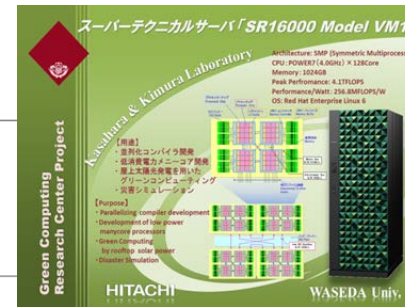 スーパーテクニカルサーバ「SR16000 Model VM1
Architecture: SMP (Symmetric Multiprocess
CPU: POWER7(4.0GHz) × 128Core
Memory: 1024GB
Peak Perfromance: 4.1TFLOPS
Performance/Watt: 256.8MFLOPS/W
OS: Red Hat Enterprise Linux 6
Kasahara & Kimura Laboratory
Green Computing
Research Center Project
【用途】
・並列化コンパイラ開発
・低消費電力メニーコア開発
・屋上太陽光発電を用いた
グリーンコンピューティング
・災害シミュレーション
【Purpose】
・Parallelizing compiler development
・Development of low power
manycore processors
・Green Computing
by rooftop solar power
・Disaster Simulation
HITACHI
WASEDA Univ.